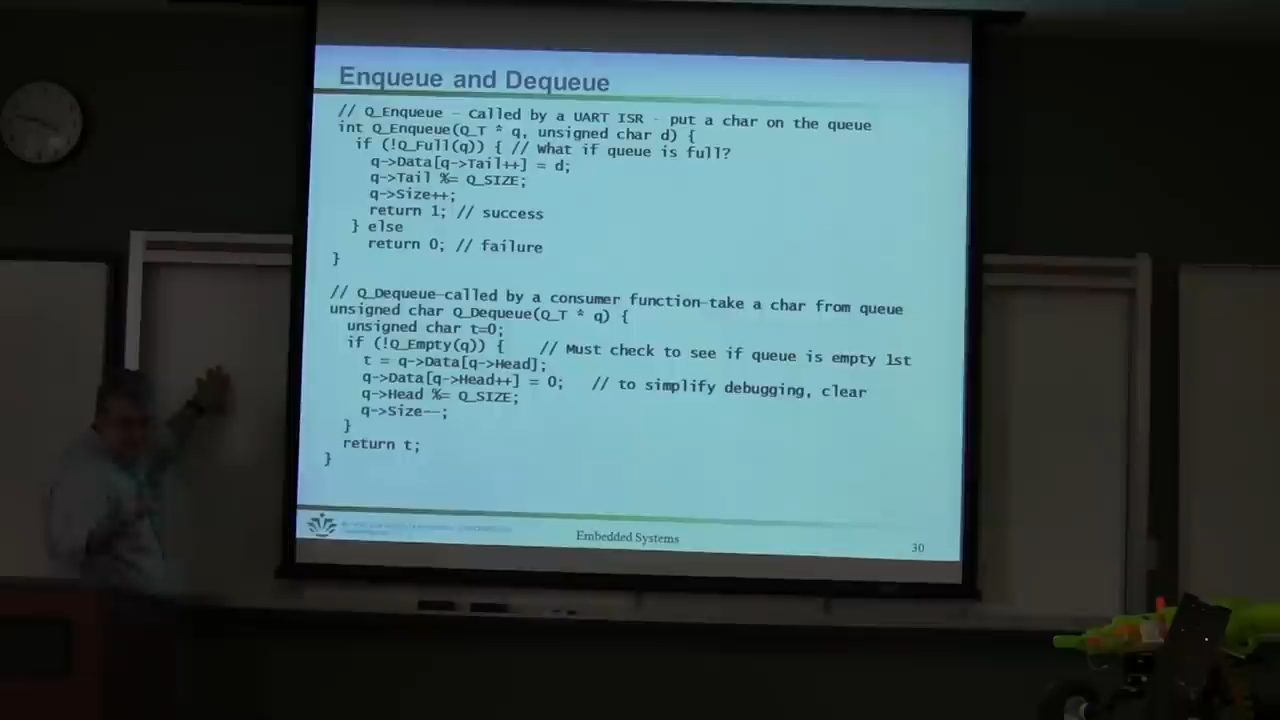 Enqueue and Dequeue
// Q_Enqueue – Called by a UART ISR - put a char on the queue
int Q_Enqueue(Q_T * q, unsigned char d) {
if (!Q_Full(q)) { // What if queue is full?
q->Data[q->Tail++] = d;
q->Tail %= Q_SIZE;
q->Size++;
return 1; // success
} else
return 0; // failure
}
// Q_Dequeue–called by a consumer function–take a char from queue
unsigned char Q_Dequeue(Q_T * q) {
unsigned char t=0;
if (!Q_Empty(q)) { // Must check to see if queue is empty 1st
t = q->Data[q->Head];
q->Data[q->Head++] = 0; // to simplify debugging, clear
q->Head %= Q_SIZE;
q->Size--;
}
return t;
}
Embedded Systems
30